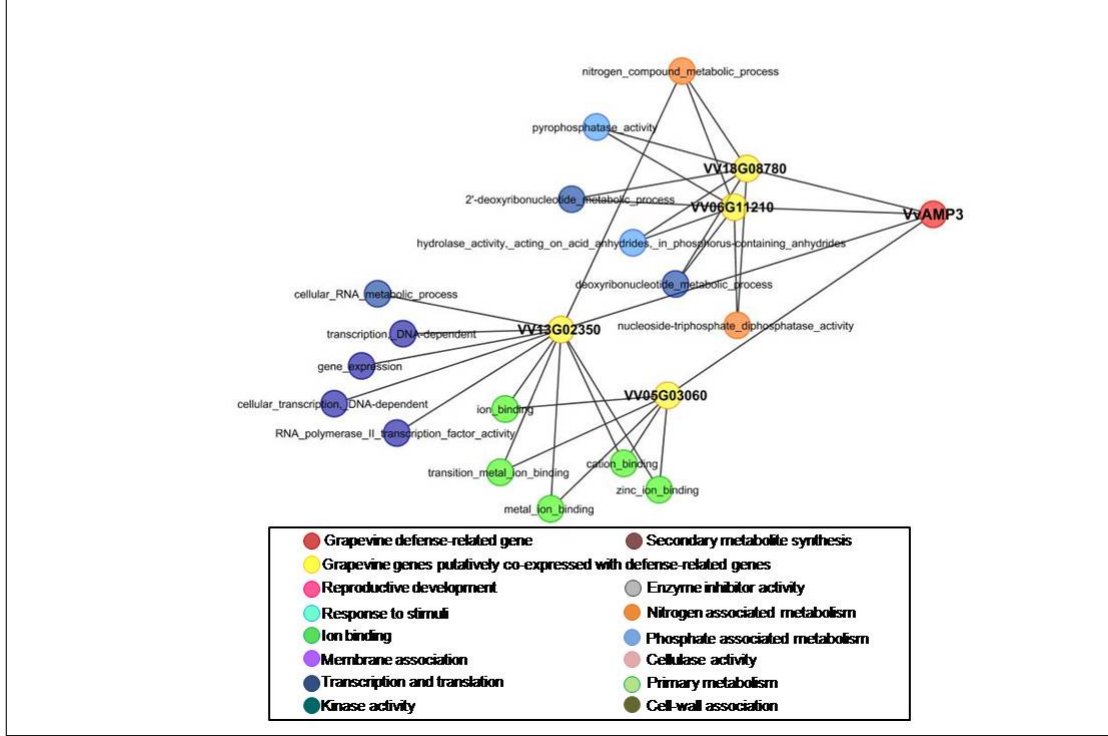 nitrogen_compound_metabolic_process
pyrophosphatase_activity
VV18G08780
2'-deoxyribonucleotide_metabolic_process
VV06G11210
VvAMP3
hydrolase_activity,_acting_on_acid_anhydrides,_in_phosphorus-containing_anhydrides
deoxyribonucleotide_metabolic_process
cellular_RNA_metabolic_process
nucleoside-triphosphate_diphosphatase_activity
transcription,_DNA-dependent
VV13G02350
gene_expression
VV05G03060
cellular_transcription,_DNA-dependent
ion_binding
RNA_polymerase_II_transcription_factor_activity
cation_binding
transition_metal_ion_binding
zinc_ion_binding
metal_ion_binding
Grapevine defense-related gene
Secondary metabolite synthesis
Grapevine genes putatively co-expressed with defense-related genes
Reproductive development
Enzyme inhibitor activity
Response to stimuli
Nitrogen associated metabolism
Ion binding
Phosphate associated metabolism
Membrane association
Cellulase activity
Transcription and translation
Primary metabolism
Kinase activity
Cell-wall association